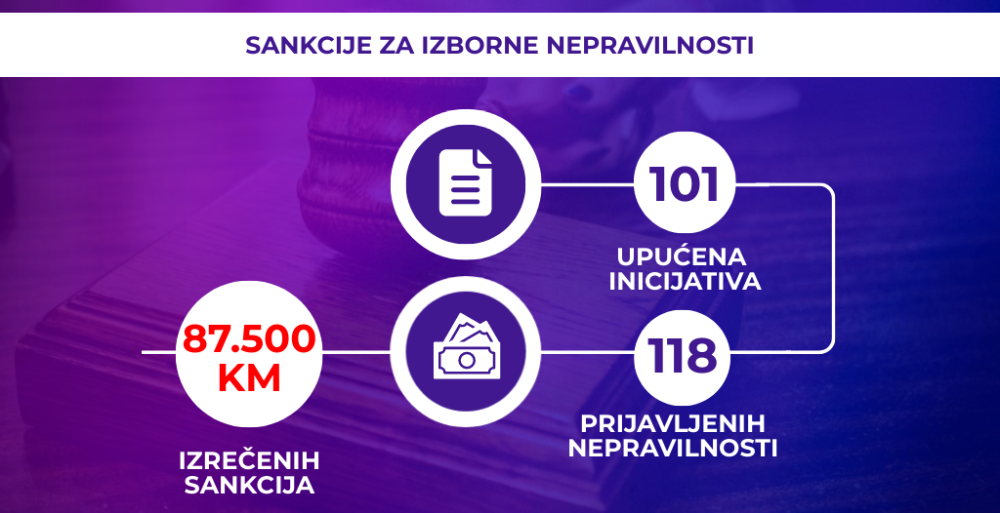 SANKCIJE ZA IZBORNE NEPRAVILNOSTI
101
UPUĆENA
INICIJATIVA
118
PRIJAVLJENIH
NEPRAVILNOSTI
87.500
KM
IZREČENIH
SANKCIJA